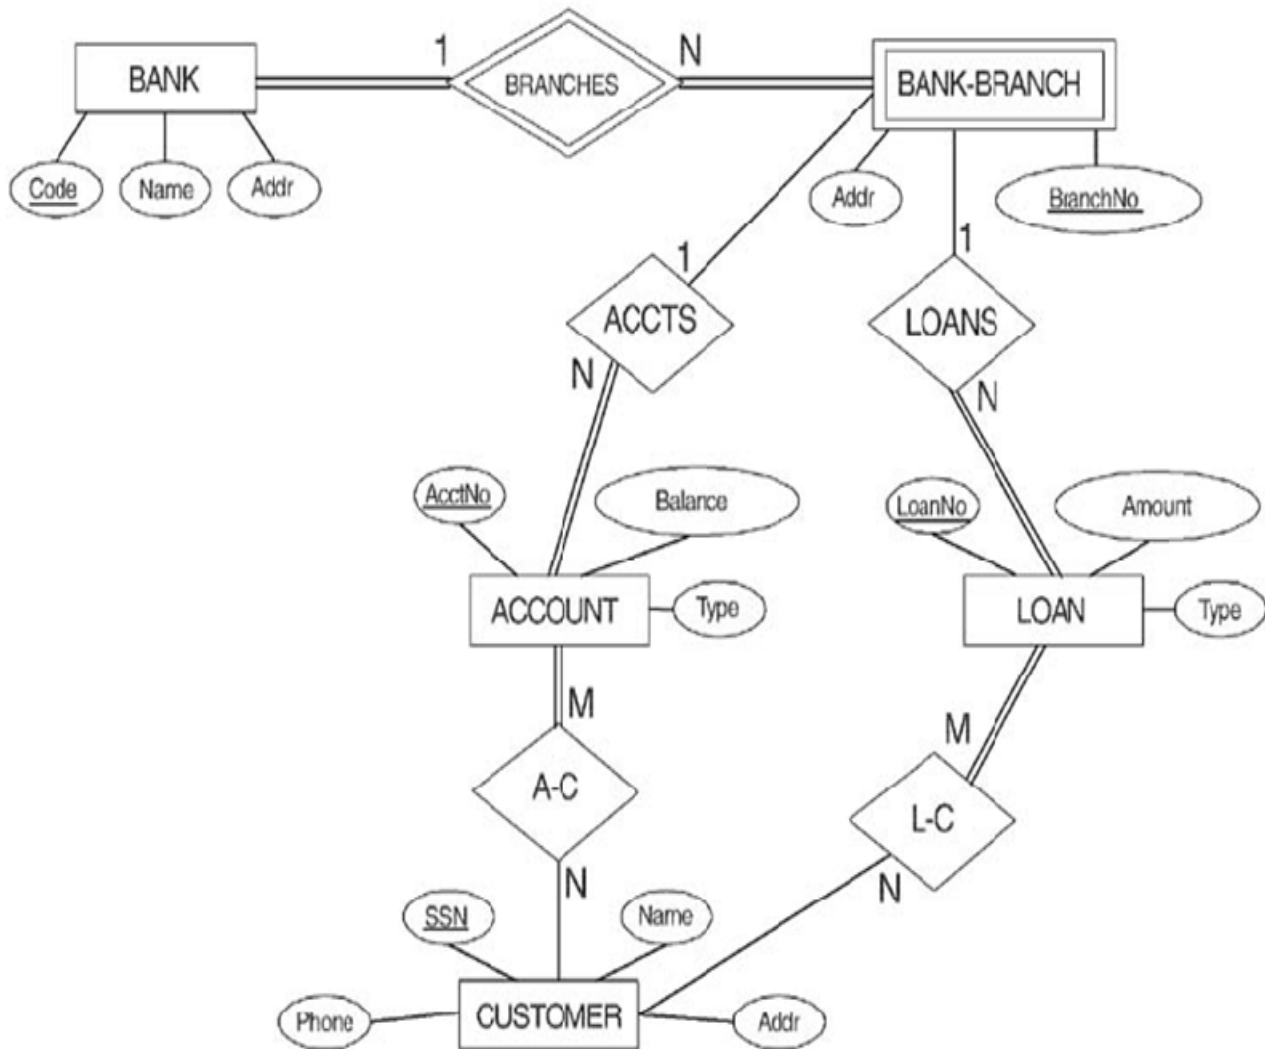 BANK
1
BRANCHES
N
BANK-BRANCH
Code
Name
Addr
Addr
BranchNo
1
ACCTS
N
1
LOANS
N
AcctNo
Balance
ACCOUNT
Type
LoanNo
Amount
LOAN
Type
M
A-C
N
M
L-C
N
SSN
Name
Phone
CUSTOMER
Addr